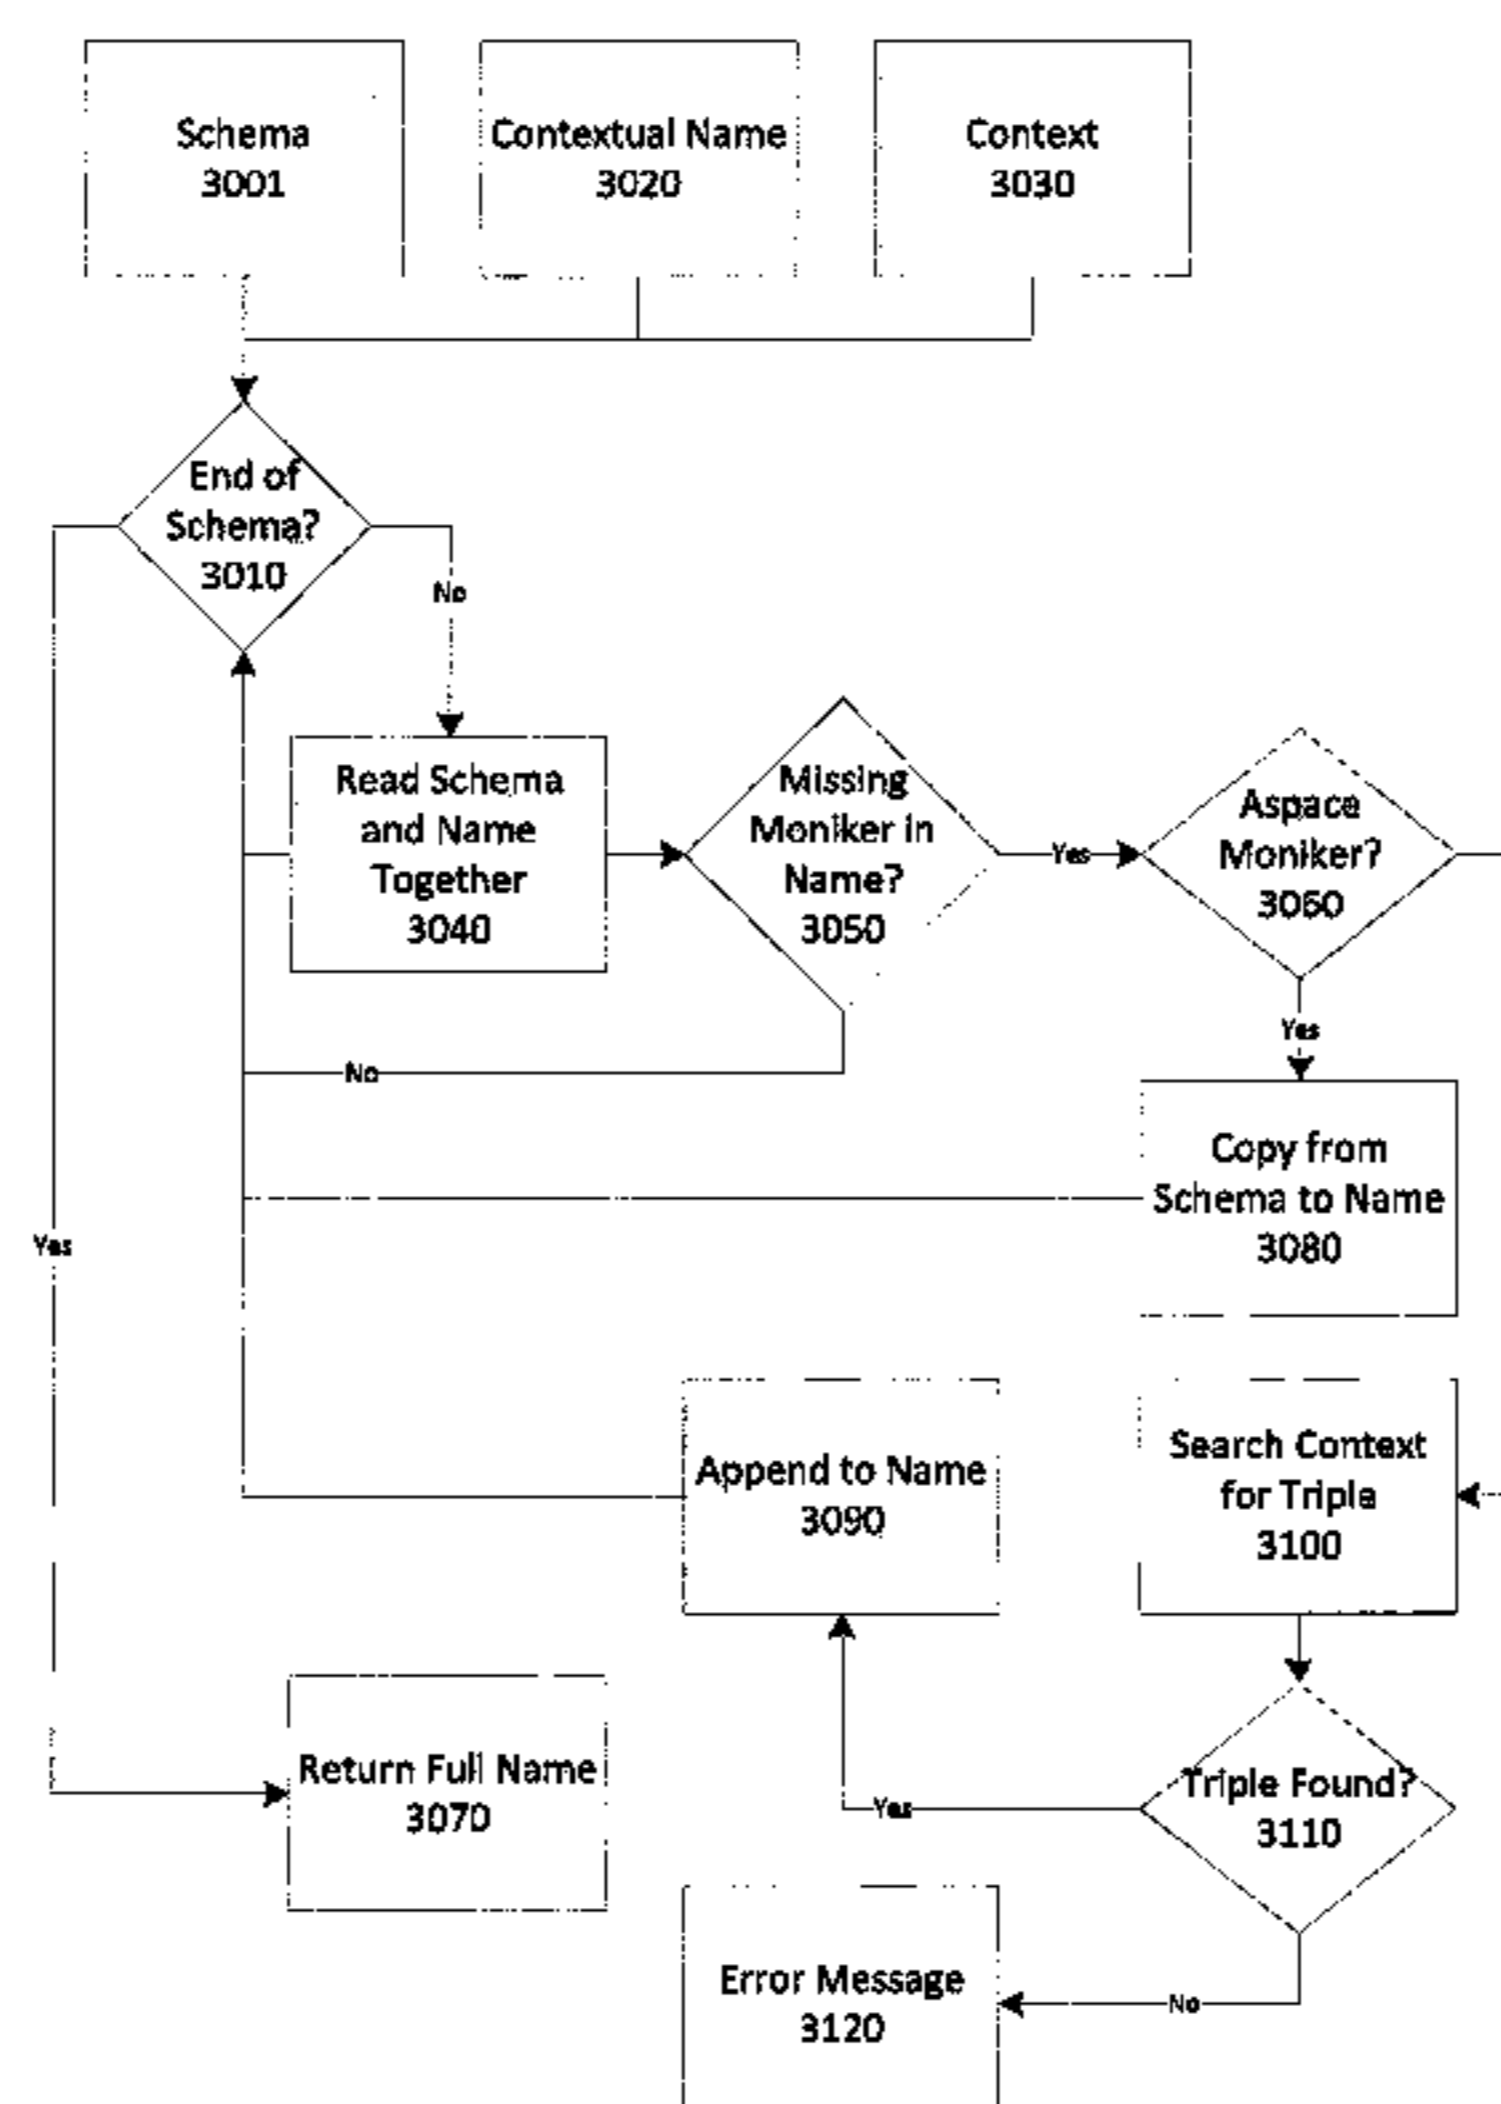 Schema
3001
Contextual Name
3020
Context
3030
End of
Schema?
3010
No
Read Schema
and Name
Together
3040
Missing
Moniker in
Name?
3050
Yes
Aspace
Moniker?
3060
Yes
No
Copy from
Schema to Name
3080
Yes
Append to Name
3090
Search Context
for Triple
3100
Return Full Name
3070
Triple Found?
3110
Yes
Error Message
3120
No